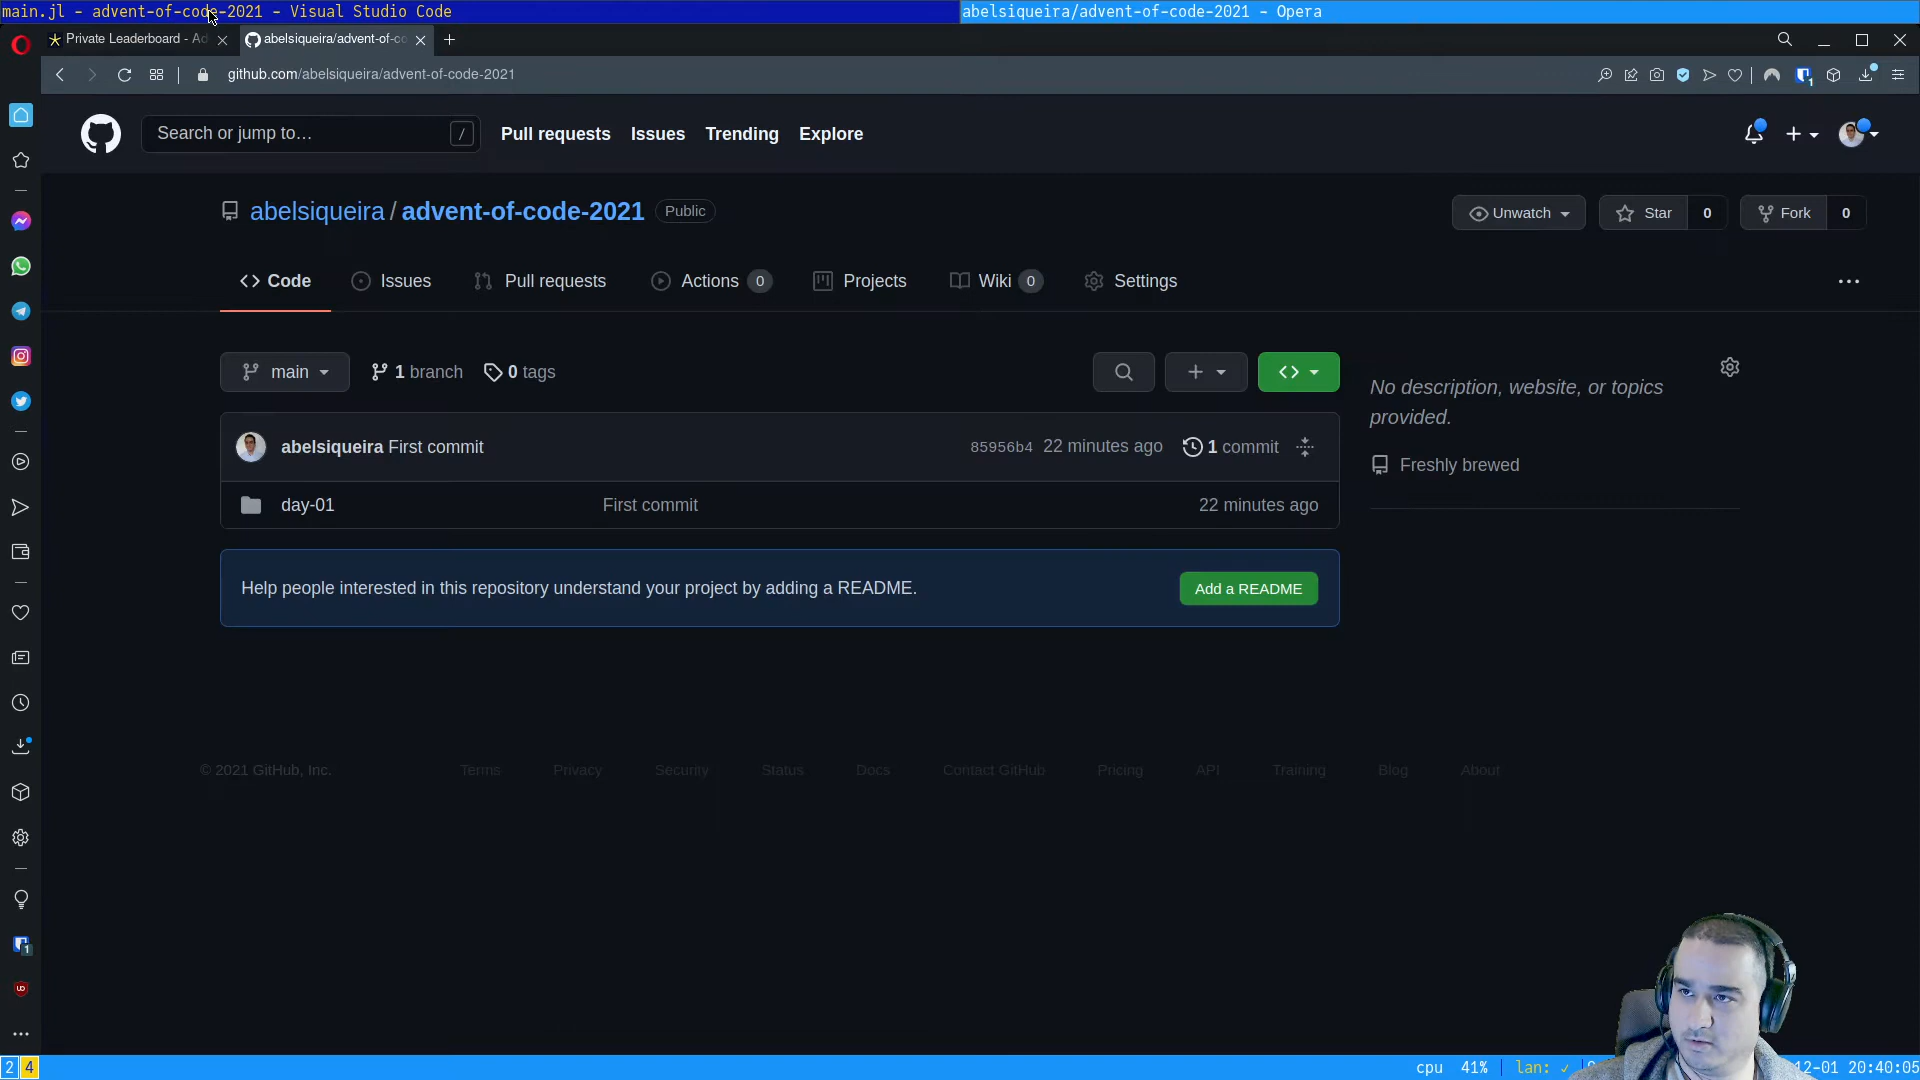 main.jl - advent-of-code-2021 - Visual Studio Code
abelsiqueira/advent-of-code-2021 - Opera
Private Leaderboard - Ad
abelsiqueira/advent-of-co
github.com/abelsiqueira/advent-of-code-2021
1
Search or jump to…
/
Pull requests
Issues
Trending
Explore
abelsiqueira / advent-of-code-2021
Public
Unwatch
Star 0
Fork 0
Code
Issues
Pull requests
Actions 0
Projects
Wiki 0
Settings
main
1 branch
0 tags
No description, website, or topics
provided.
abelsiqueira First commit
85956b4 22 minutes ago
1 commit
Freshly brewed
day-01
First commit
22 minutes ago
Help people interested in this repository understand your project by adding a README.
Add a README
© 2021 GitHub, Inc.
Terms
Privacy
Security
Status
Docs
Contact GitHub
Pricing
API
Training
Blog
About
1
2 4
cpu 41%
lan: ✓
12-01 20:40:05